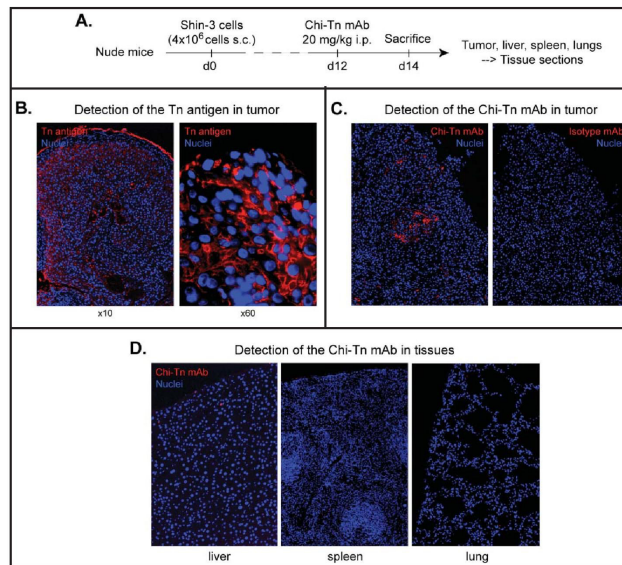 A.
Shin-3 cells
(4x10⁶ cells s.c.)
Chi-Tn mAb
20 mg/kg i.p.
Sacrifice
Nude mice
d0
d12
d14
Tumor, liver, spleen, lungs
--> Tissue sections
B.
Detection of the Tn antigen in tumor
Tn antigen
Nuclei
Tn antigen
Nuclei
x10
x60
C.
Detection of the Chi-Tn mAb in tumor
Chi-Tn mAb
Nuclei
Isotype mAb
Nuclei
D.
Detection of the Chi-Tn mAb in tissues
Chi-Tn mAb
Nuclei
liver
spleen
lung